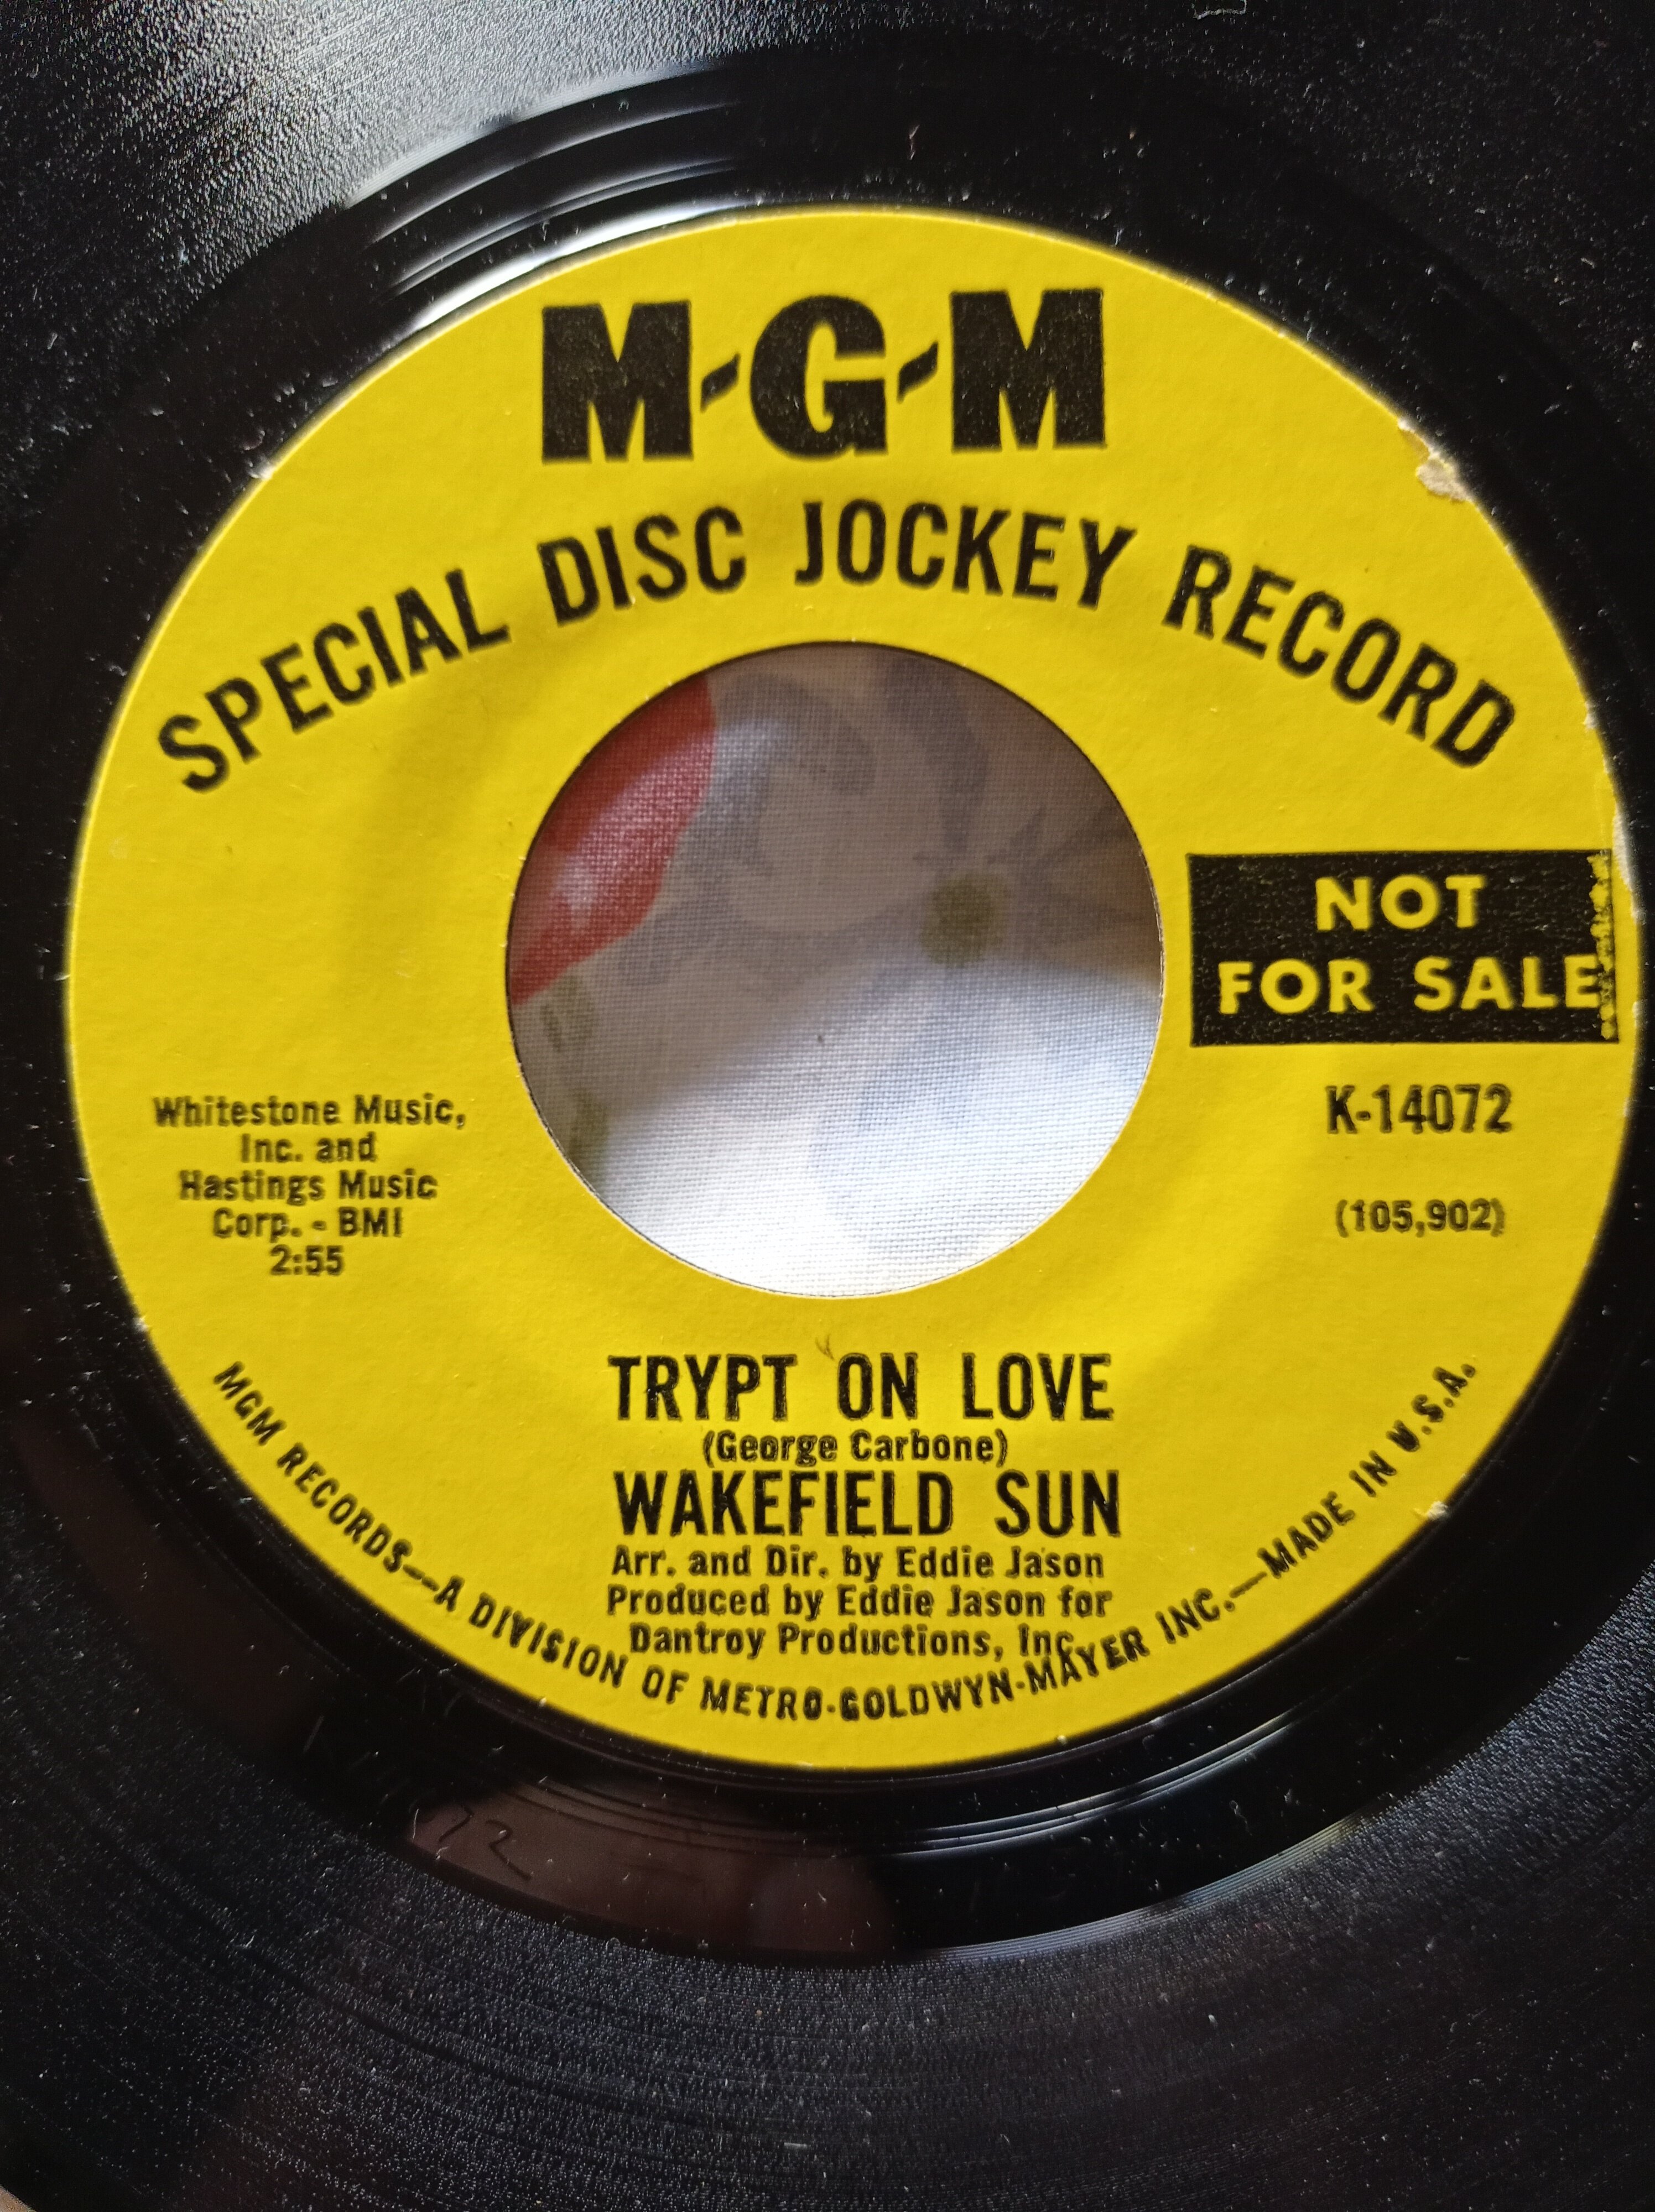 M-G-M
SPECIAL DISC JOCKEY RECORD
NOT
FOR SALE
K-14072
(105,902)
Whitestone Music,
Inc. and
Hastings Music
Corp. - BMI
2:55
TRYPT ON LOVE
(George Carbone)
WAKEFIELD SUN
Arr. and Dir. by Eddie Jason
Produced by Eddie Jason for
Dantroy Productions, Inc.
MGM RECORDS—A DIVISION OF METRO-GOLDWYN-MAYER INC.—MADE IN U.S.A.